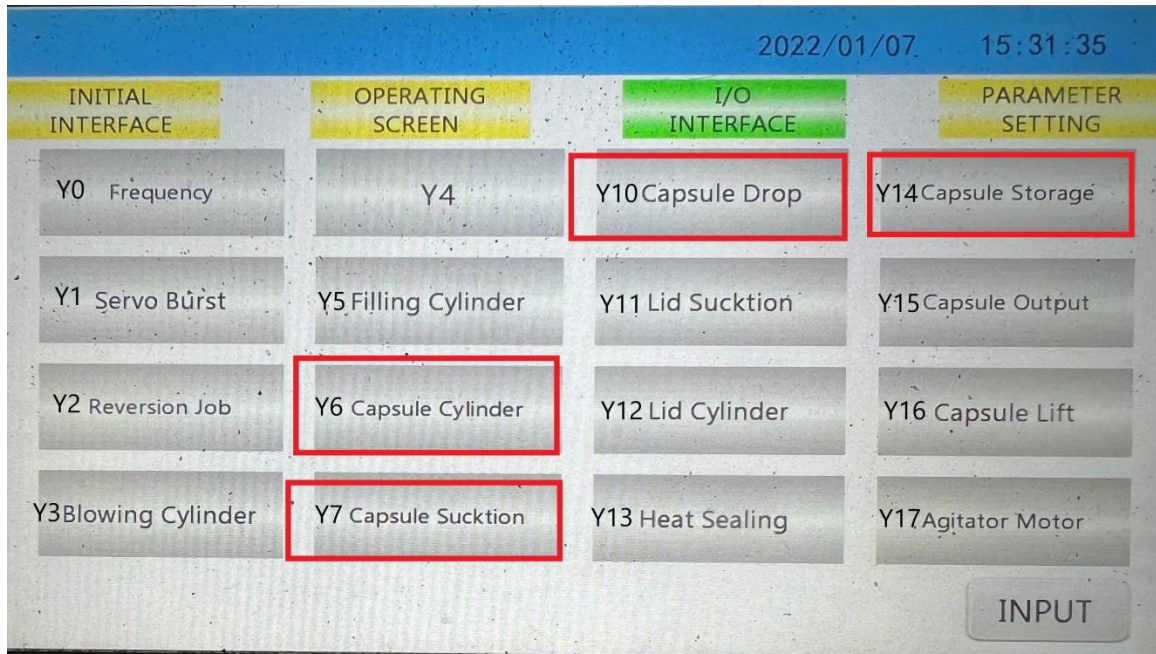 2022/01/07 15:31:35
INITIAL INTERFACE
OPERATING SCREEN
I/O INTERFACE
PARAMETER SETTING
Y0 Frequency
Y4
Y10 Capsule Drop
Y14 Capsule Storage
Y1 Servo Burst
Y5 Filling Cylinder
Y11 Lid Sucktion
Y15 Capsule Output
Y2 Reversion Job
Y6 Capsule Cylinder
Y12 Lid Cylinder
Y16 Capsule Lift
Y3 Blowing Cylinder
Y7 Capsule Sucktion
Y13 Heat Sealing
Y17 Agitator Motor
INPUT